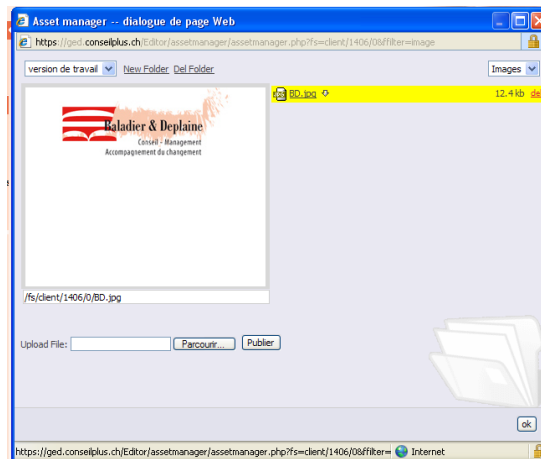 Asset manager -- dialogue de page Web
https://ged.conseilplus.ch/Editor/assetmanager/assetmanager.php?fs=client/1406/0&ffilter=image
version de travail New Folder Del Folder Images
BD.jpg 12.4 kb del
Baladier & Deplaine
Conseil - Management
Accompagnement du changement
/fs/client/1406/0/BD.jpg
Upload File: Parcourir... Publier
ok
https://ged.conseilplus.ch/Editor/assetmanager/assetmanager.php?fs=client/1406/0&ffilter= Internet